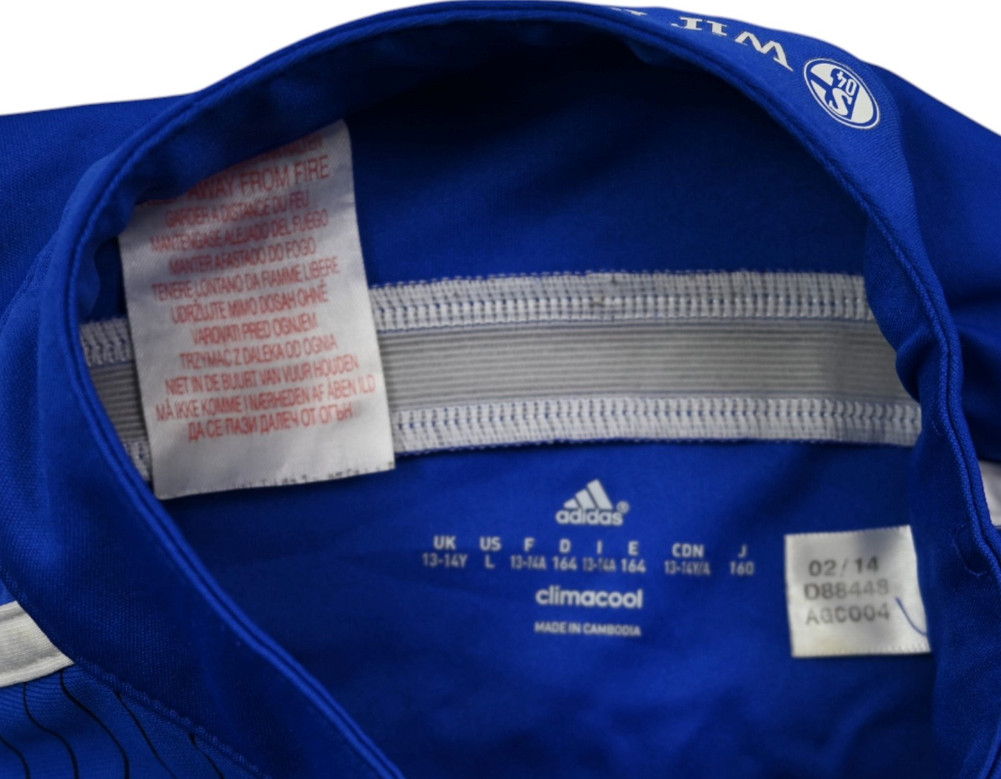 Wir
S04
AWAY FROM FIRE
GARDER A DISTANCE DU FEU
MANTENGASE ALEJADO DEL FUEGO
MANTER AFASTADO DO FOGO
TENERE LONTANO DA FIAMME LIBERE
UDRŽUJTE MIMO DOSAH OHNĚ
VAROVATI PRED OGNJEM
TRZYMAC Z DALEKA OD OGNIA
NIET IN DE BUURT VAN VUUR HOUDEN
MÅ IKKE KOMME I NÆRHEDEN AF ÅBEN ILD
ДА СЕ ПАЗИ ДАЛЕЧ ОТ ОГЪН
adidas®
UK US F D I E CDN J
13-14Y L 13-14A 164 13-14A 164 13-14Y/A 160
climacool
MADE IN CAMBODIA
02/14
D88448
AGC004